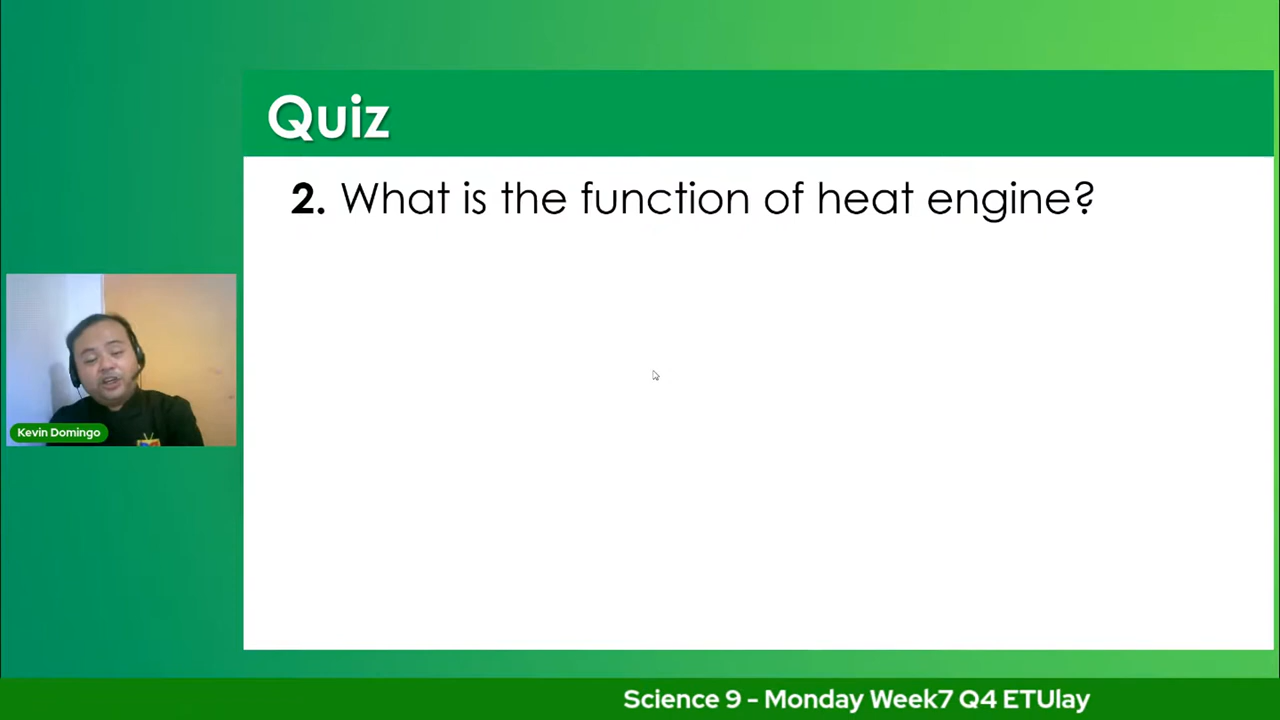 Quiz
2. What is the function of heat engine?
Kevin Domingo
Science 9 - Monday Week7 Q4 ETUlay